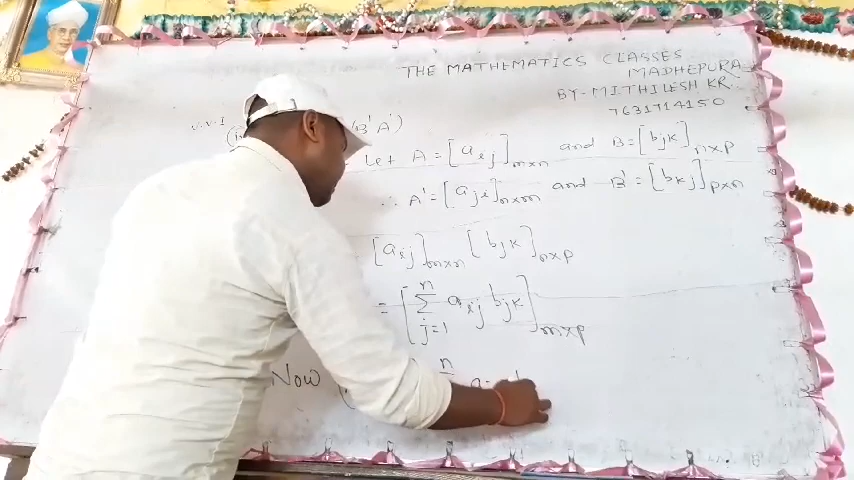 THE MATHEMATICS CLASSES
MADHEPURA
BY-MITHILESH KR.
7631714150
B'A')
Let A = [aij]m×n and B = [bjk]n×p
∴ A' = [aji]n×m and B' = [bkj]p×n
[aij]m×n [bjk]n×p
= [∑ⁿj=1 aij bjk]m×p
Now n